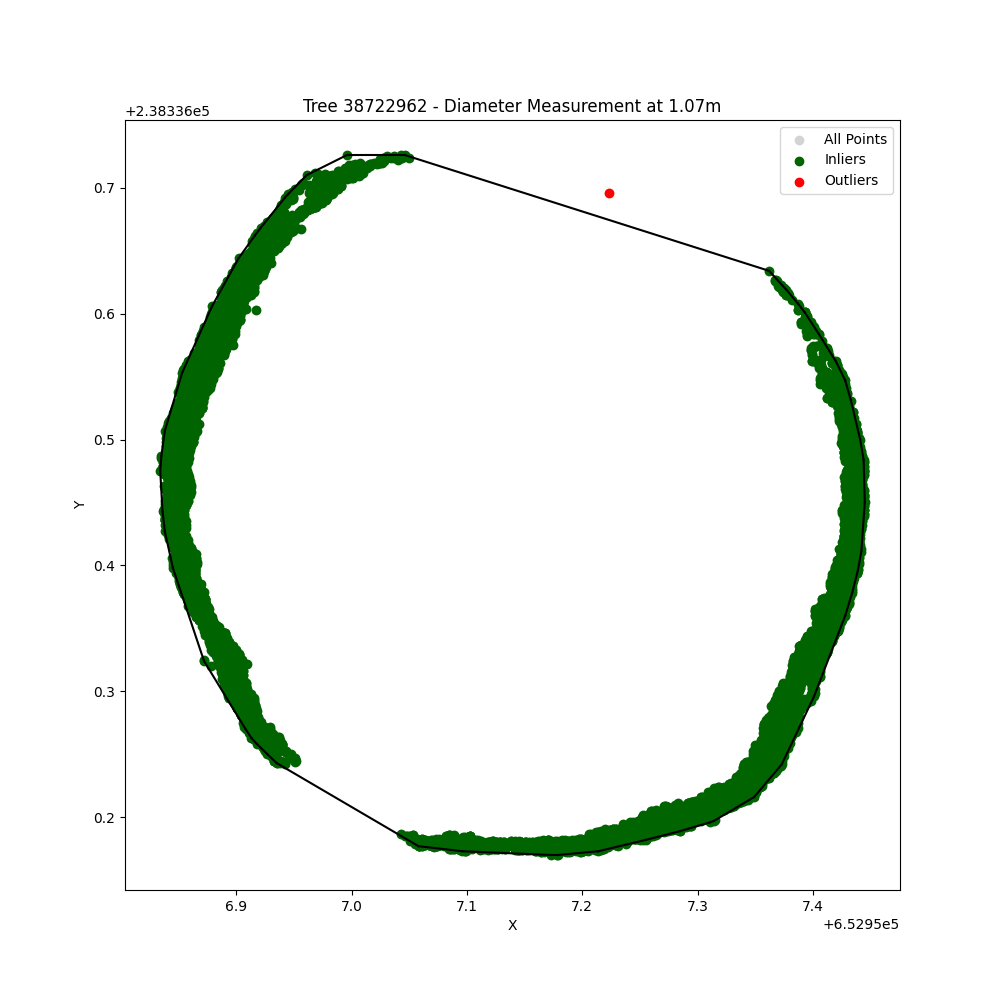 Tree 38722962 - Diameter Measurement at 1.07m
+2.38336e5
All Points
Inliers
Outliers
0.7
0.6
0.5
0.4
0.3
0.2
Y
6.9
7.0
7.1
7.2
7.3
7.4
X
+6.5295e5